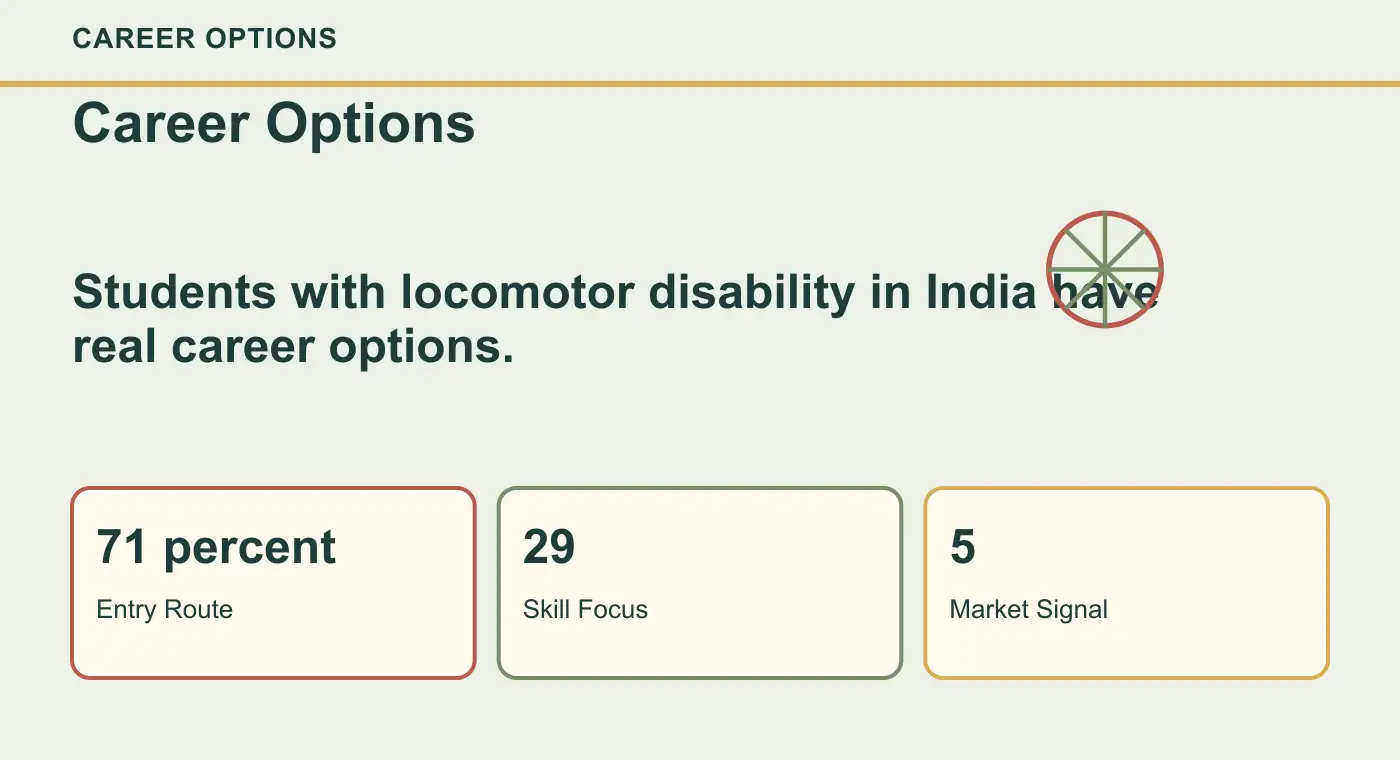 CAREER OPTIONS
Career Options
Students with locomotor disability in India have
real career options.
71 percent
Entry Route
29
Skill Focus
5
Market Signal